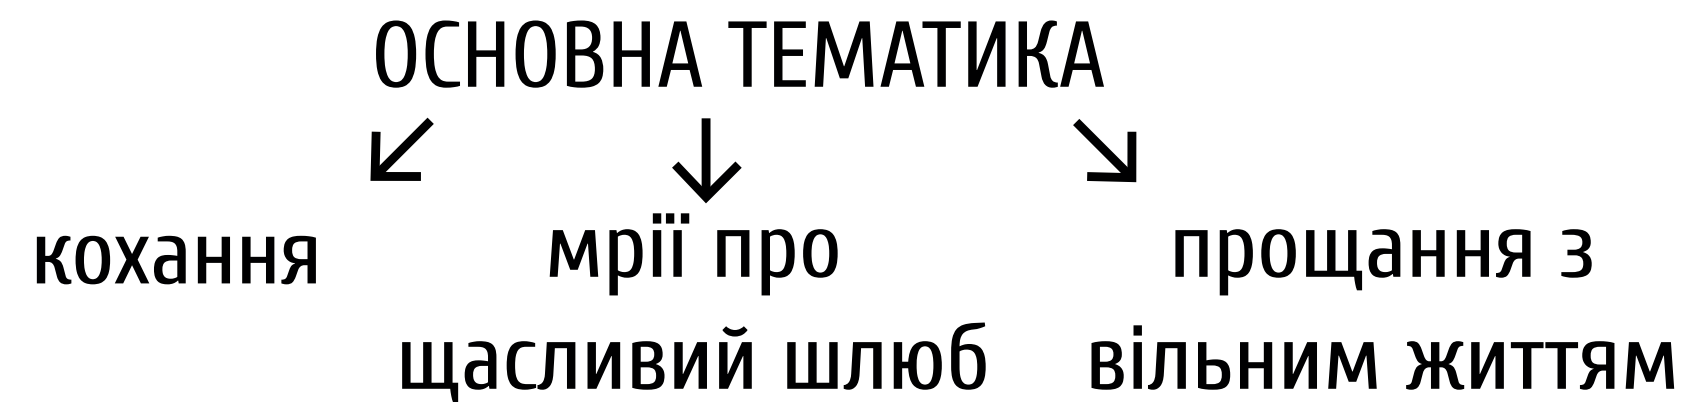 ОСНОВНА ТЕМАТИКА
кохання
мрії про
щасливий шлюб
прощання з
вільним життям